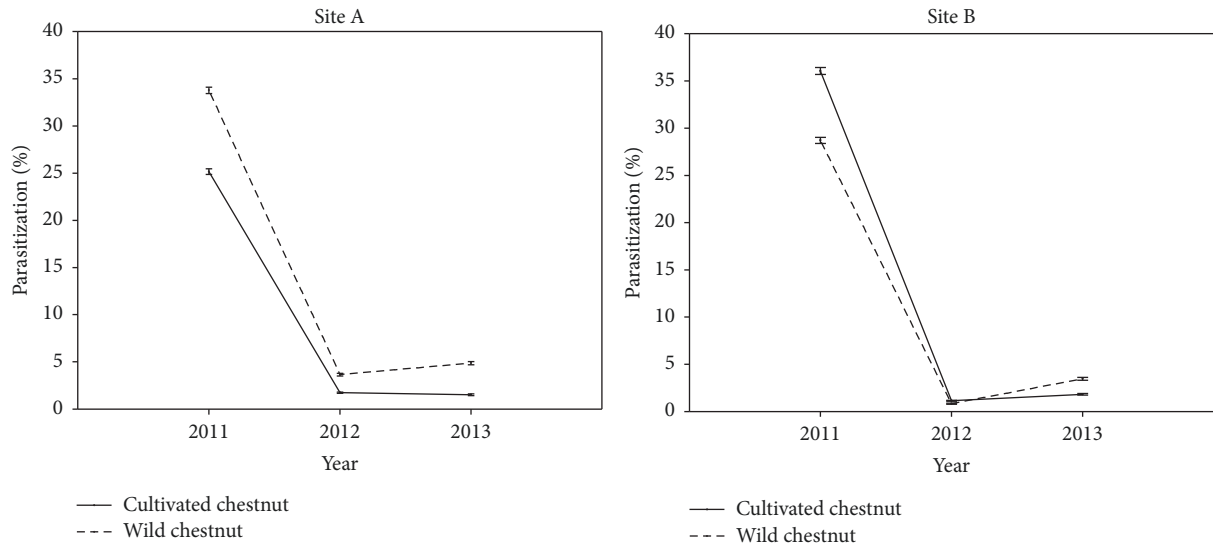 Site A
Parasitization (%)
40
35
30
25
20
15
10
5
0
2011 2012 2013
Year
Cultivated chestnut
Wild chestnut
Site B
Parasitization (%)
40
35
30
25
20
15
10
5
0
2011 2012 2013
Year
Cultivated chestnut
Wild chestnut